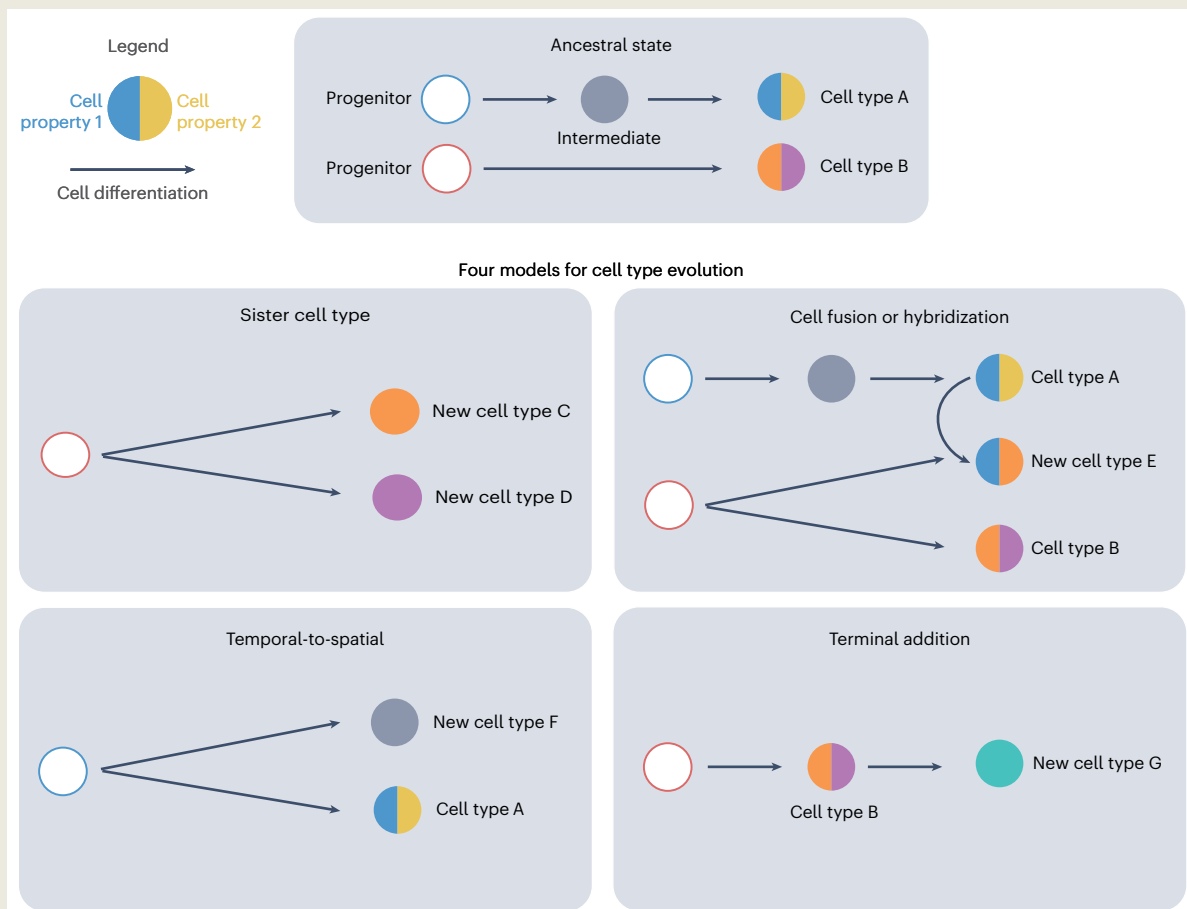 Legend
Cell
property 1
Cell
property 2
Cell differentiation
Ancestral state
Progenitor
Intermediate
Cell type A
Progenitor
Cell type B
Four models for cell type evolution
Sister cell type
New cell type C
New cell type D
Cell fusion or hybridization
Cell type A
New cell type E
Cell type B
Temporal-to-spatial
New cell type F
Cell type A
Terminal addition
Cell type B
New cell type G